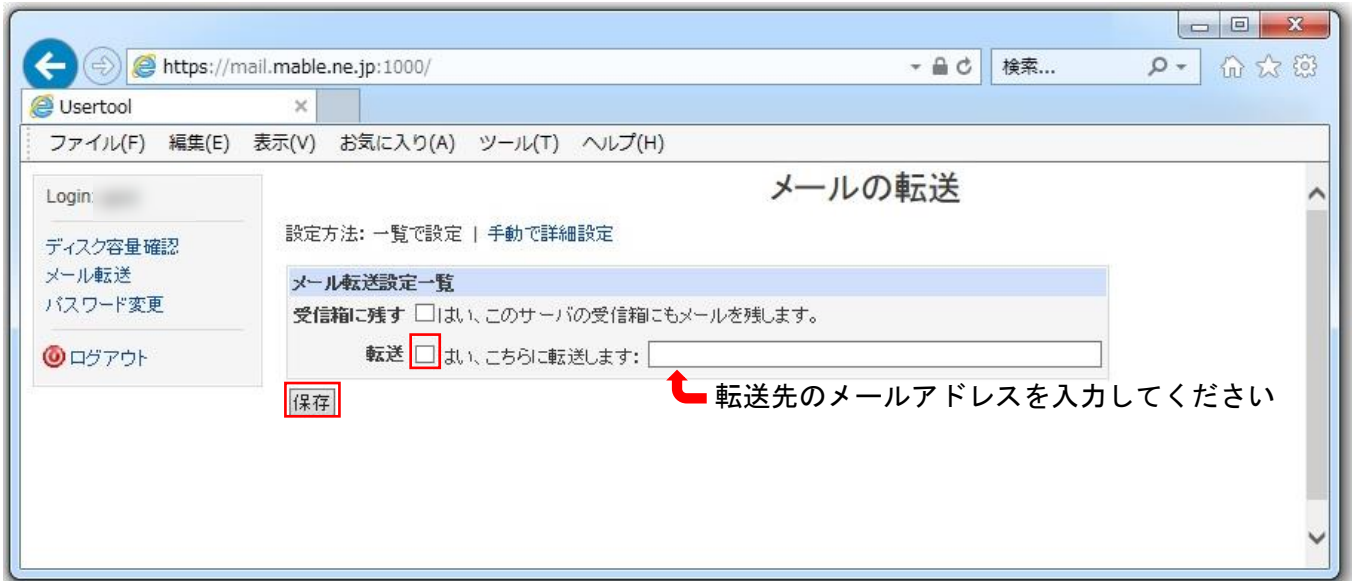 https://mail.mable.ne.jp:1000/
検索...
Usertool
ファイル(F) 編集(E) 表示(V) お気に入り(A) ツール(T) ヘルプ(H)
Login:
ディスク容量確認
メール転送
パスワード変更
ログアウト
メールの転送
設定方法: 一覧で設定 | 手動で詳細設定
メール転送設定一覧
受信箱に残す はい、このサーバの受信箱にもメールを残します。
転送 はい、こちらに転送します:
転送先のメールアドレスを入力してください
保存